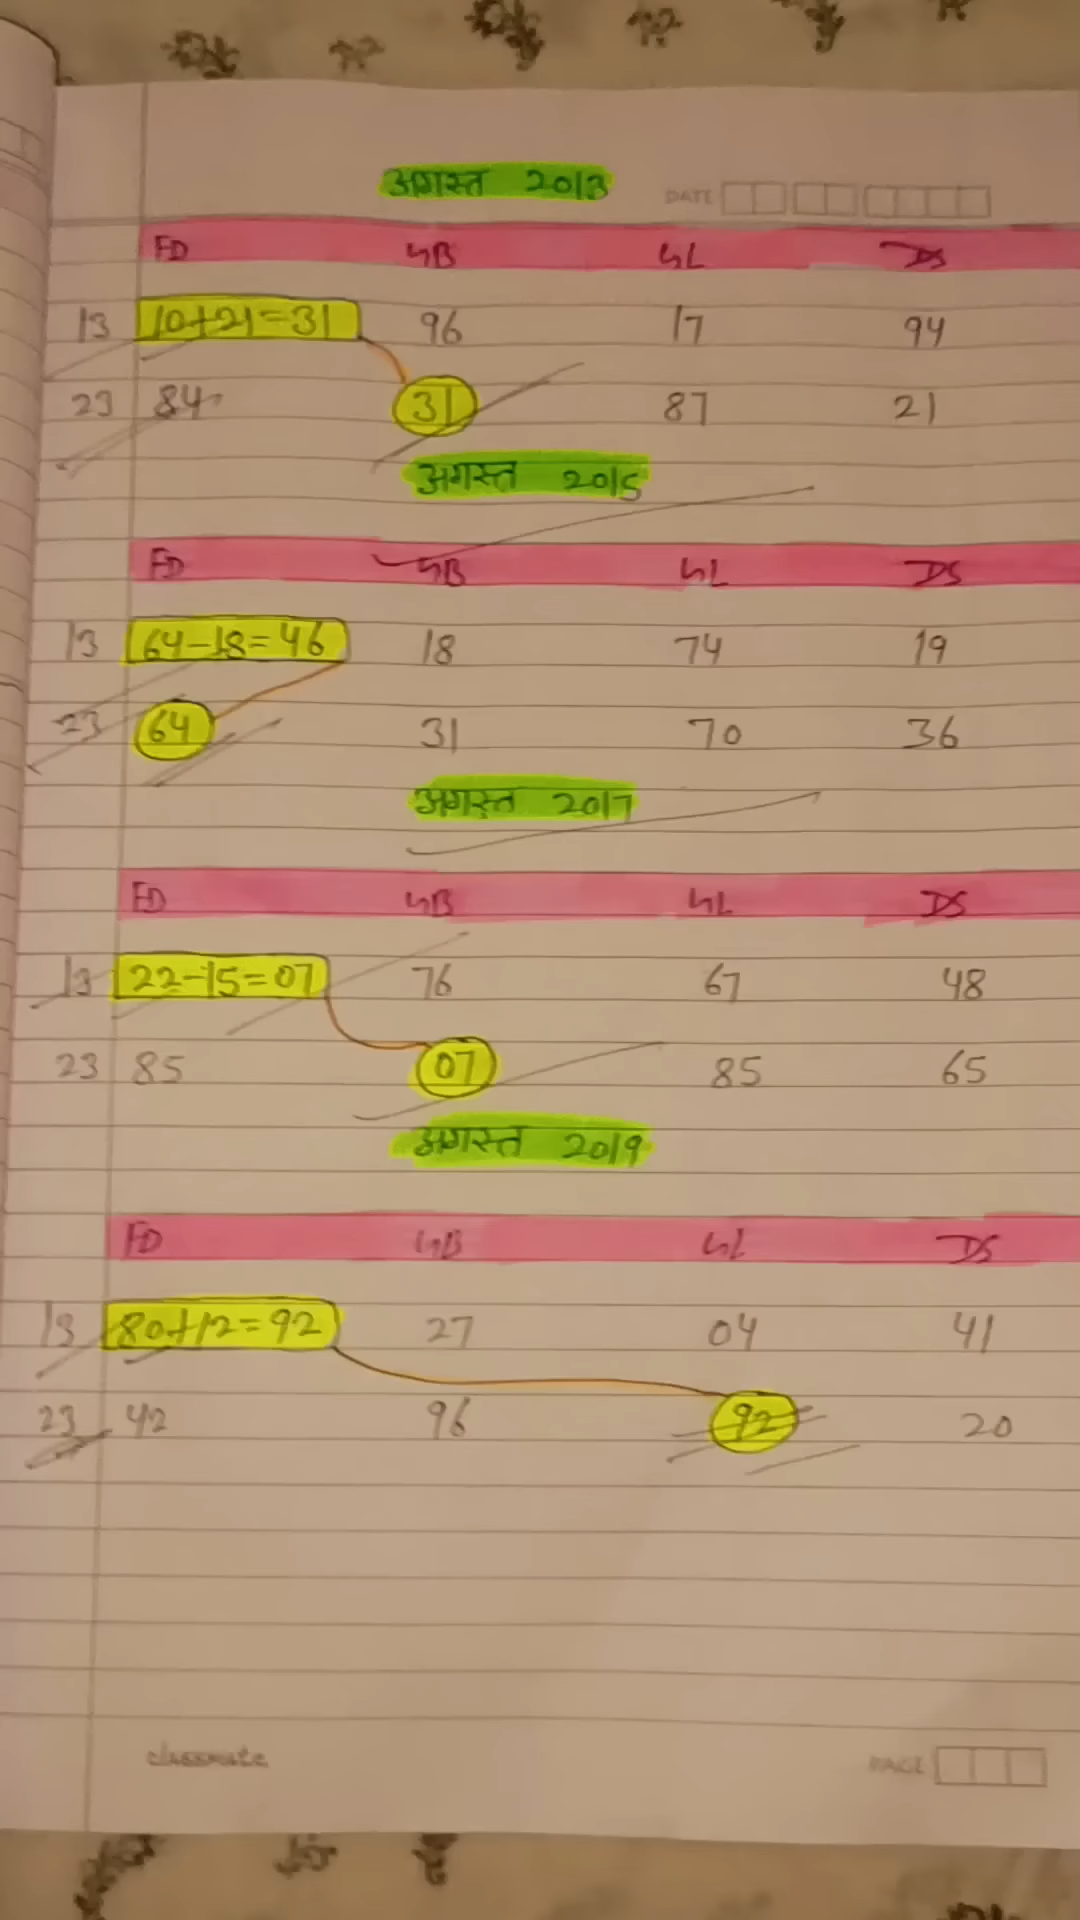 अगस्त 2013
DATE
FD GB GL DS
13 10+21=31 96 17 94
23 84 31 87 21
अगस्त 2015
FD GB GL DS
13 64-18=46 18 74 19
23 64 31 70 36
अगस्त 2017
FD GB GL DS
13 22-15=07 76 67 48
23 85 07 85 65
अगस्त 2019
FD GB GL DS
13 80+12=92 27 04 41
23 42 96 92 20
classmate
PAGE